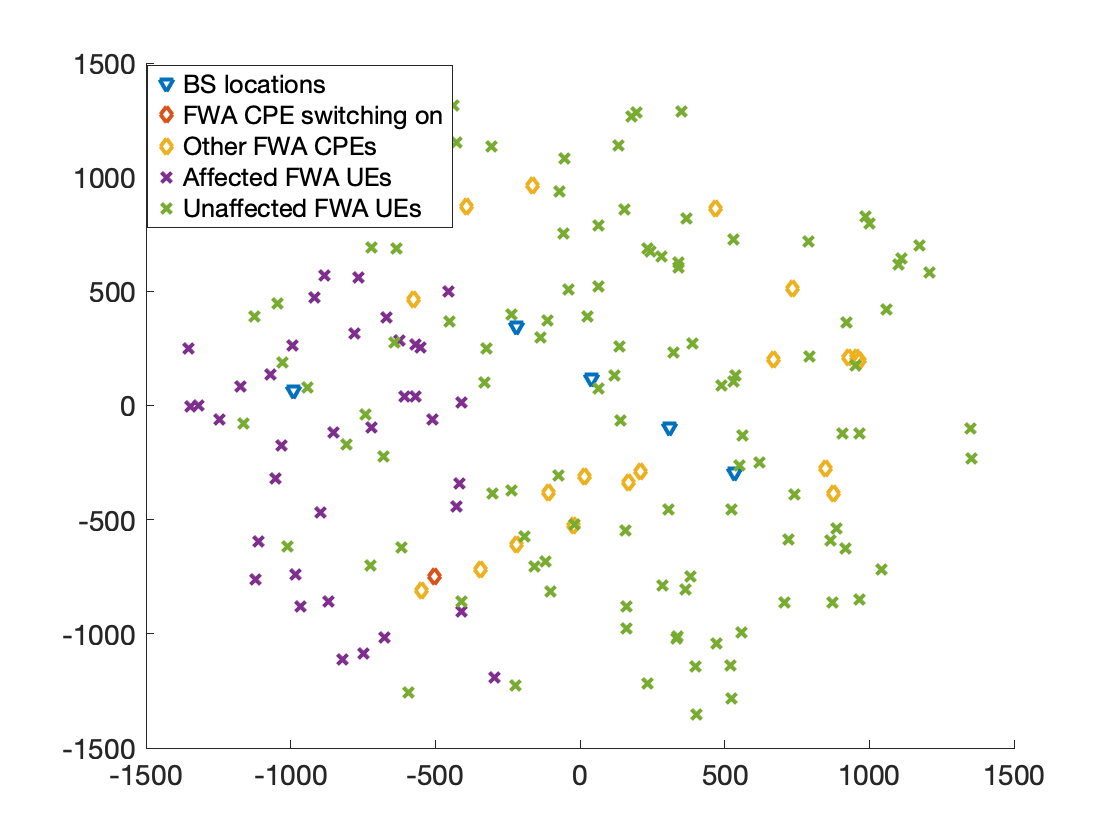 1500
1000
500
0
-500
-1000
-1500
-1500
-1000
-500
0
500
1000
1500
BS locations
FWA CPE switching on
Other FWA CPEs
Affected FWA UEs
Unaffected FWA UEs